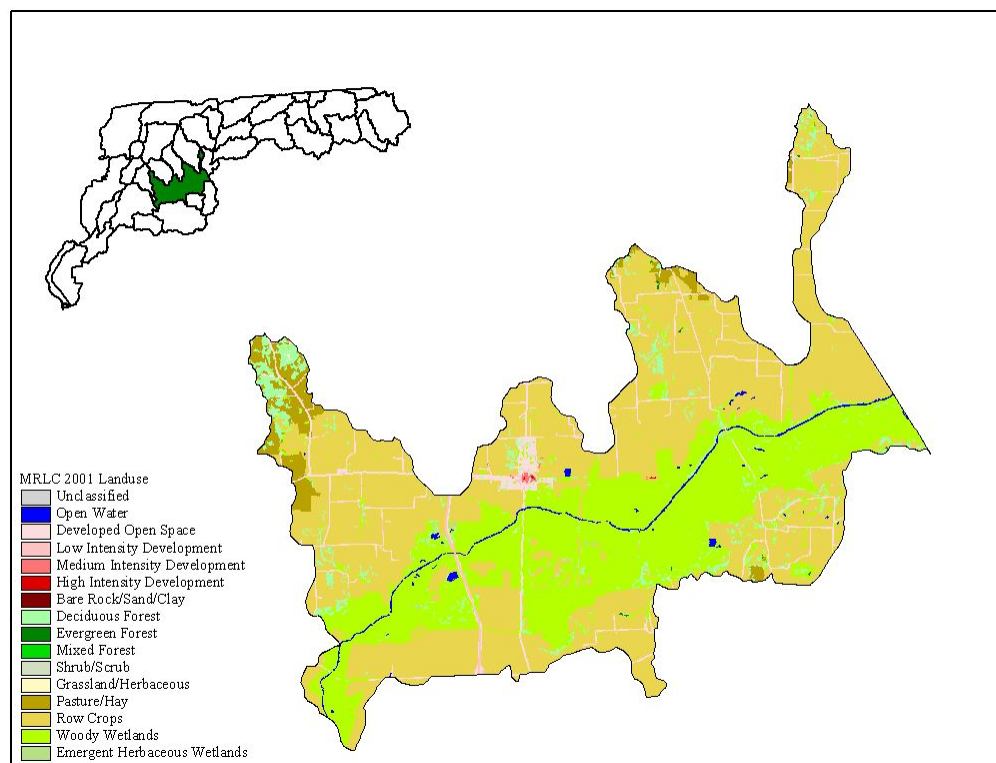 MRLC 2001 Landuse
Unclassified
Open Water
Developed Open Space
Low Intensity Development
Medium Intensity Development
High Intensity Development
Bare Rock/Sand/Clay
Deciduous Forest
Evergreen Forest
Mixed Forest
Shrub/Scrub
Grassland/Herbaceous
Pasture/Hay
Row Crops
Woody Wetlands
Emergent Herbaceous Wetlands